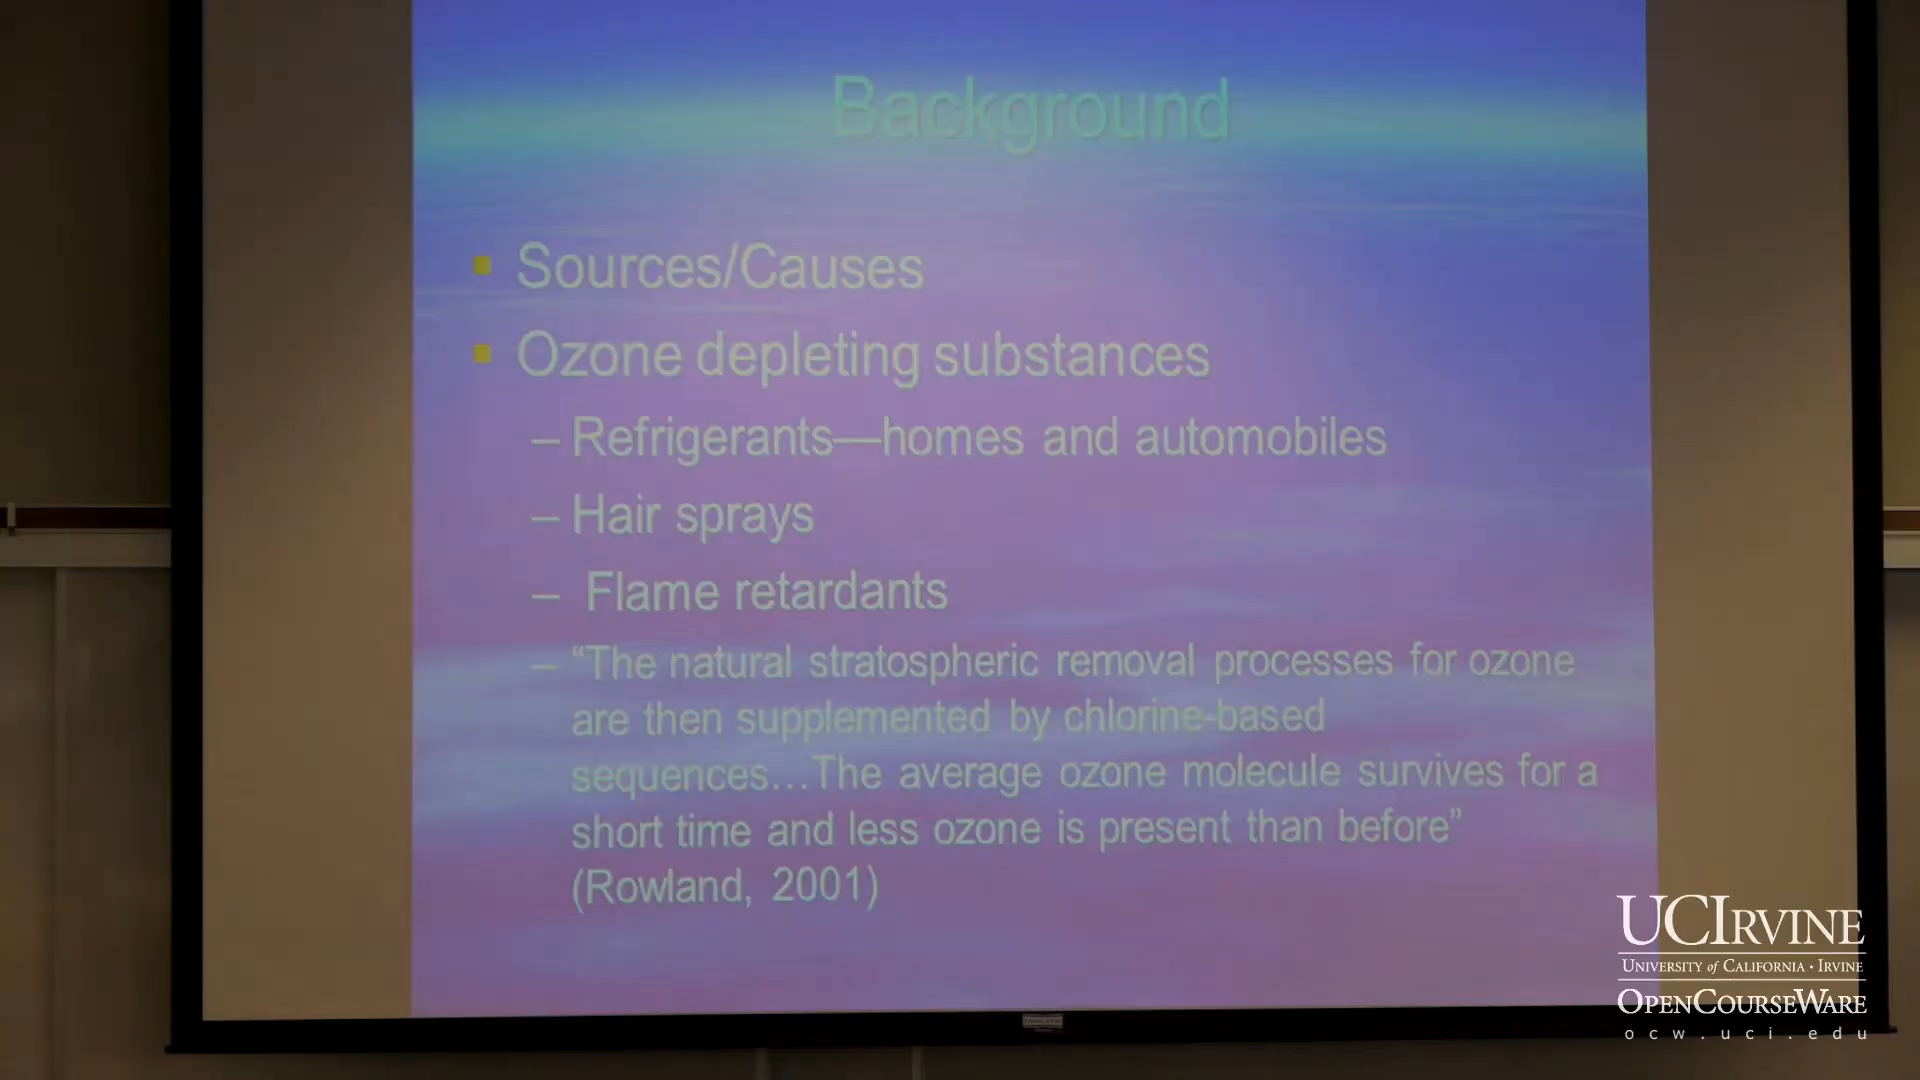 Background
Sources/Causes
Ozone depleting substances
– Refrigerants—homes and automobiles
– Hair sprays
– Flame retardants
– “The natural stratospheric removal processes for ozone
are then supplemented by chlorine-based
sequences…The average ozone molecule survives for a
short time and less ozone is present than before”
(Rowland, 2001)
UCIRVINE
UNIVERSITY of CALIFORNIA • IRVINE
OPENCOURSEWARE
ocw.uci.edu